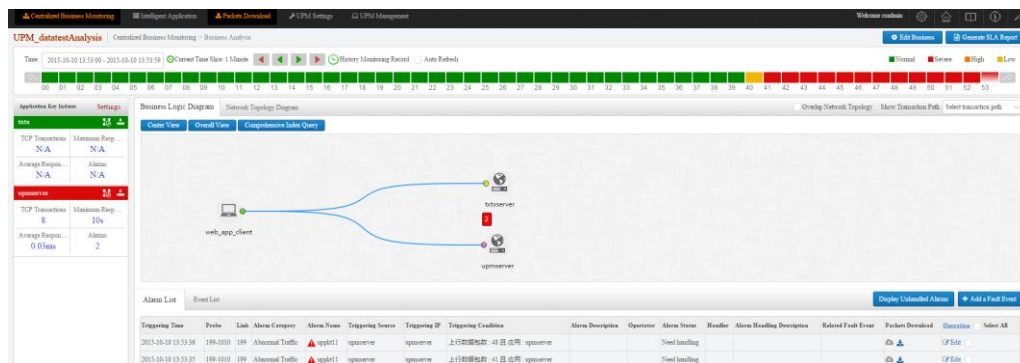 Centralized Business Monitoring Intelligent Application Packets Download UPM Settings UPM Management Welcome csadmin
UPM_datatestAnalysis Centralized Business Monitoring > Business Analysis Edit Business Generate SLA Report
Time: 2015-10-10 13:53:00 - 2015-10-10 13:53:59 Current Time Slice: 1 Minute History Monitoring Record Auto Refresh Normal Severe High Low
00 01 02 03 04 05 06 07 08 09 10 11 12 13 14 15 16 17 18 19 20 21 22 23 24 25 26 27 28 29 30 31 32 33 34 35 36 37 38 39 40 41 42 43 44 45 46 47 48 49 50 51 52 53
Application Key Indices Settings Business Logic Diagram Network Topology Diagram Overlap Network Topology Show Transaction Path: Select transaction path
txtx Center View Overall View Comprehensive Index Query
TCP Transactions Maximum Resp...
N/A N/A
Average Respon... Alarms
N/A N/A
upmserver
TCP Transactions Maximum Resp...
8 10s
Average Respon... Alarms
0.03ms 2
txtxserver
2
web_app_client
upmserver
Alarm List Event List Display Unhandled Alarms Add a Fault Event
Triggering Time Probe Link Alarm Category Alarm Name Triggering Source Triggering IP Triggering Condition Alarm Description Opertator Alarm Status Handler Alarm Handling Description Related Fault Event Packets Download Operation Select All
2015-10-10 13:53:36 199-1010 199 Abnormal Traffic uppkt11 upmserver upmserver 上行数据包数 : 48 且 应用 : upmserver Need handling Edit
2015-10-10 13:53:35 199-1010 199 Abnormal Traffic uppkt11 upmserver upmserver 上行数据包数 : 41 且 应用 : upmserver Need handling Edit